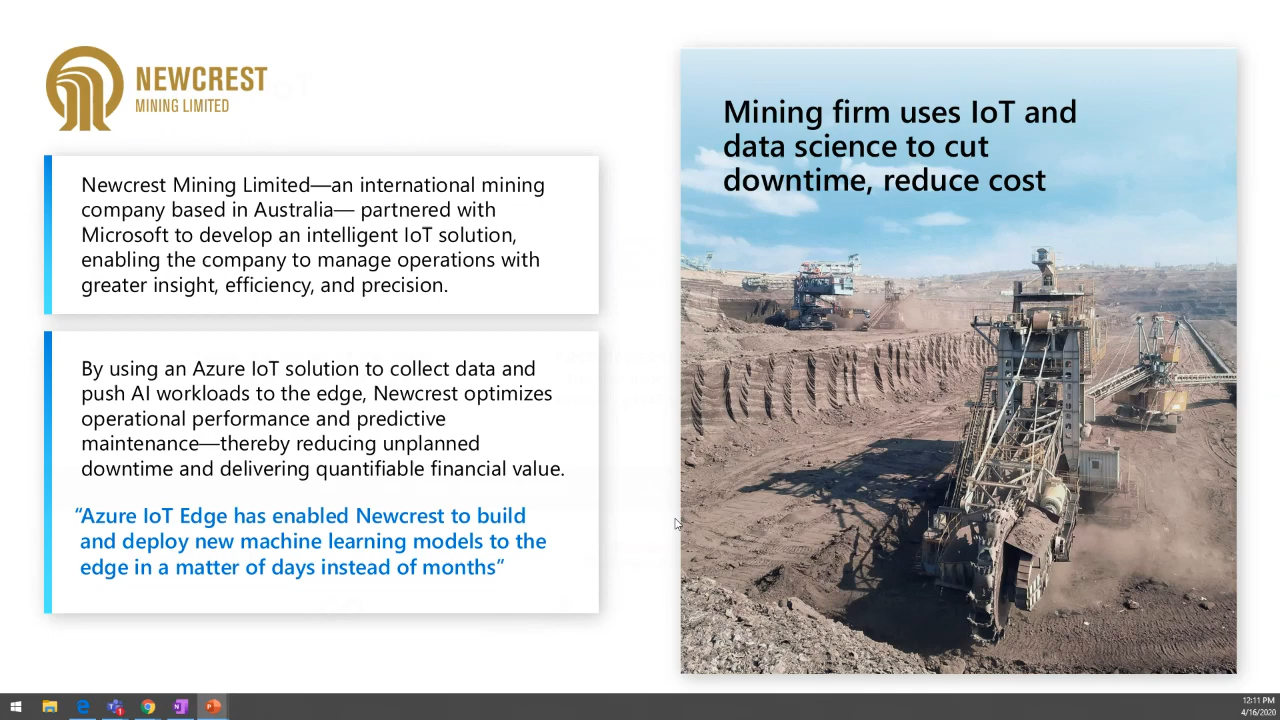 NEWCREST
MINING LIMITED
Newcrest Mining Limited—an international mining
company based in Australia— partnered with
Microsoft to develop an intelligent IoT solution,
enabling the company to manage operations with
greater insight, efficiency, and precision.
By using an Azure IoT solution to collect data and
push AI workloads to the edge, Newcrest optimizes
operational performance and predictive
maintenance—thereby reducing unplanned
downtime and delivering quantifiable financial value.
“Azure IoT Edge has enabled Newcrest to build
and deploy new machine learning models to the
edge in a matter of days instead of months”
Mining firm uses IoT and
data science to cut
downtime, reduce cost
12:11 PM
4/16/2020